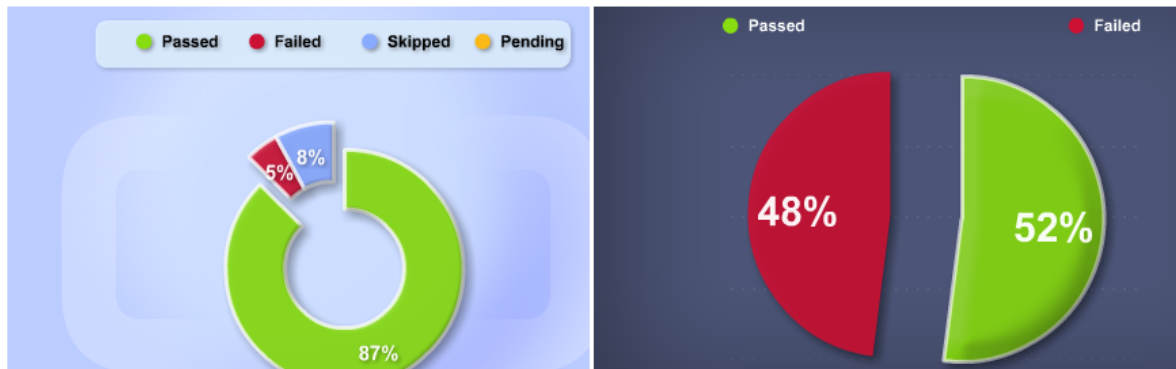 Passed Failed Skipped Pending
8%
5%
87%
Passed Failed
48%
52%